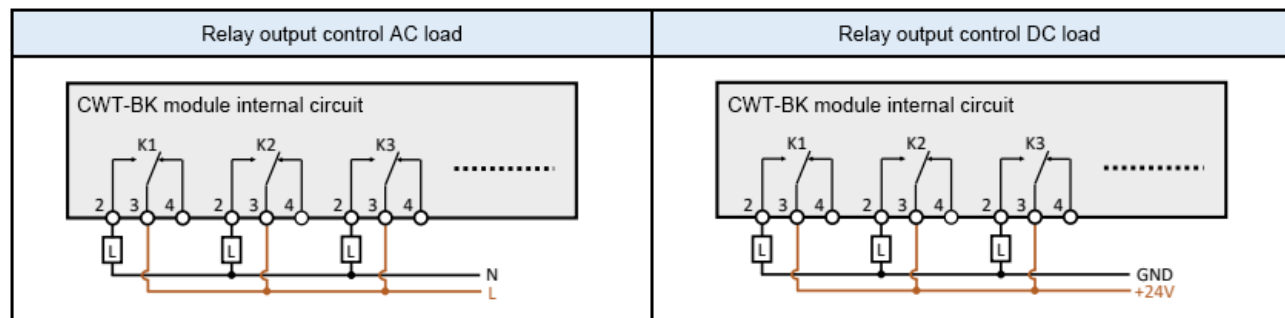 Relay output control AC load
Relay output control DC load
CWT-BK module internal circuit
K1 K2 K3
2 3 4 2 3 4 2 3 4
L L L
N
L
CWT-BK module internal circuit
K1 K2 K3
2 3 4 2 3 4 2 3 4
L L L
GND
+24V